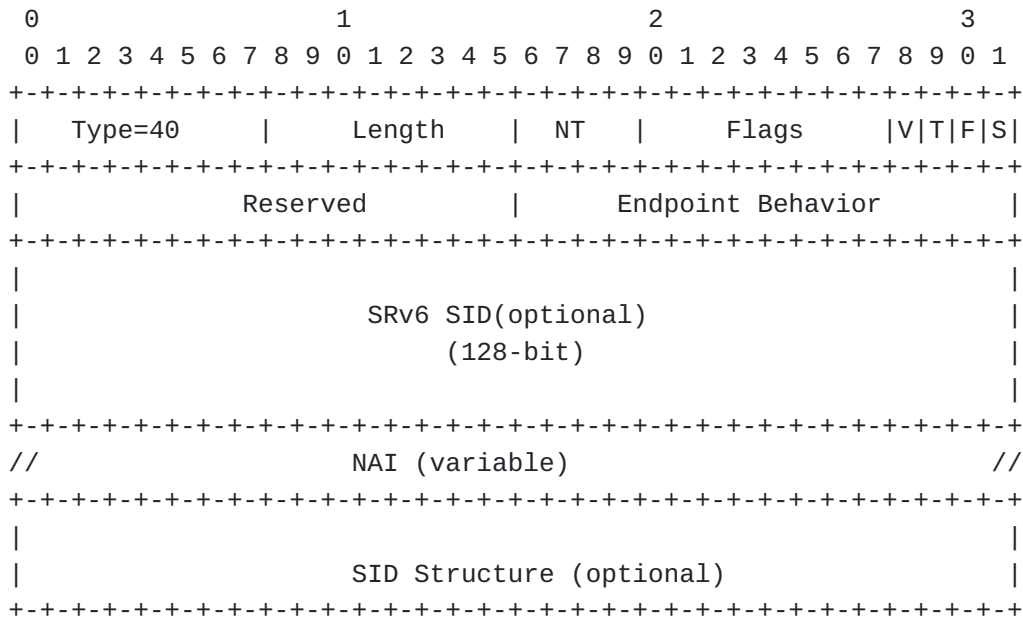 0                   1                   2                   3
 0 1 2 3 4 5 6 7 8 9 0 1 2 3 4 5 6 7 8 9 0 1 2 3 4 5 6 7 8 9 0 1
+-+-+-+-+-+-+-+-+-+-+-+-+-+-+-+-+-+-+-+-+-+-+-+-+-+-+-+-+-+-+-+-+
|   Type=40     |     Length    |  NT   |     Flags     |V|T|F|S|
+-+-+-+-+-+-+-+-+-+-+-+-+-+-+-+-+-+-+-+-+-+-+-+-+-+-+-+-+-+-+-+-+
|              Reserved         |      Endpoint Behavior        |
+-+-+-+-+-+-+-+-+-+-+-+-+-+-+-+-+-+-+-+-+-+-+-+-+-+-+-+-+-+-+-+-+
|                                                               |
|                      SRv6 SID(optional)                       |
|                           (128-bit)                           |
|                                                               |
+-+-+-+-+-+-+-+-+-+-+-+-+-+-+-+-+-+-+-+-+-+-+-+-+-+-+-+-+-+-+-+-+
//                    NAI (variable)                           //
+-+-+-+-+-+-+-+-+-+-+-+-+-+-+-+-+-+-+-+-+-+-+-+-+-+-+-+-+-+-+-+-+
|                                                               |
|                     SID Structure (optional)                  |
+-+-+-+-+-+-+-+-+-+-+-+-+-+-+-+-+-+-+-+-+-+-+-+-+-+-+-+-+-+-+-+-+